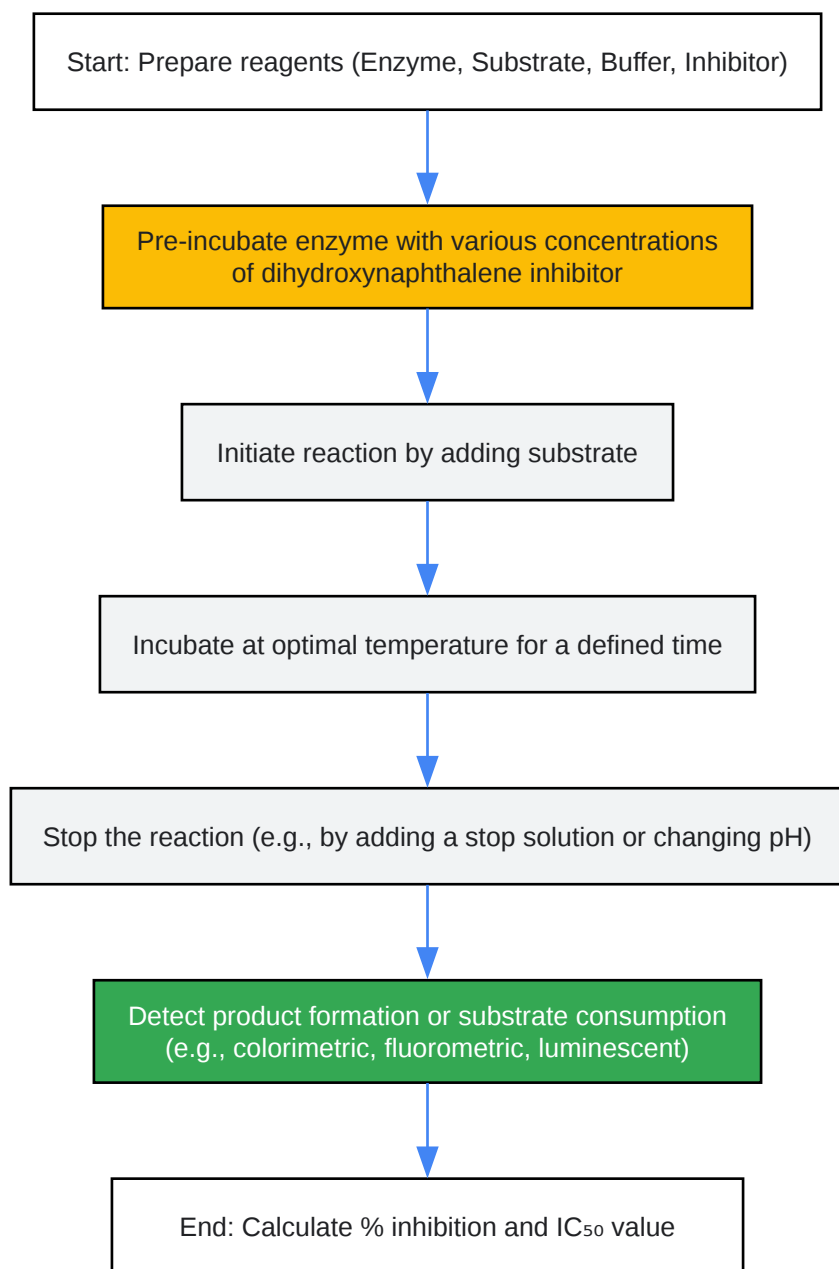 Start: Prepare reagents (Enzyme, Substrate, Buffer, Inhibitor)
Pre-incubate enzyme with various concentrations
of dihydroxynaphthalene inhibitor
Initiate reaction by adding substrate
Incubate at optimal temperature for a defined time
Stop the reaction (e.g., by adding a stop solution or changing pH)
Detect product formation or substrate consumption
(e.g., colorimetric, fluorometric, luminescent)
End: Calculate % inhibition and IC₅₀ value